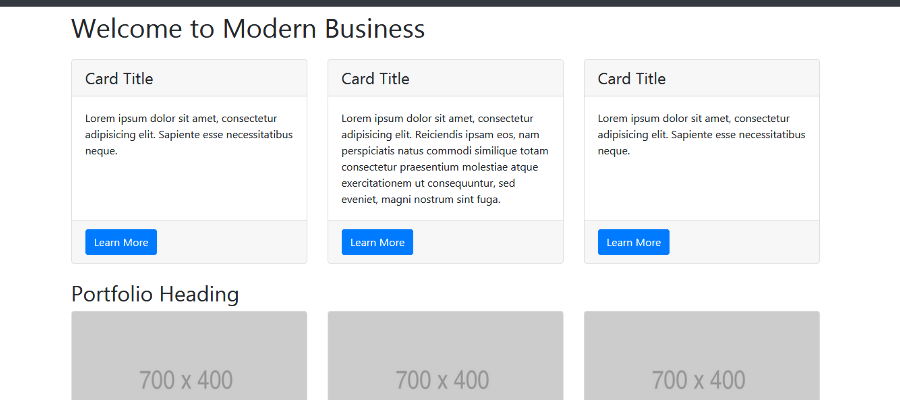 Welcome to Modern Business
Card Title
Lorem ipsum dolor sit amet, consectetur
adipisicing elit. Sapiente esse necessitatibus
neque.
Learn More
Card Title
Lorem ipsum dolor sit amet, consectetur
adipisicing elit. Reiciendis ipsam eos, nam
perspiciatis natus commodi similique totam
consectetur praesentium molestiae atque
exercitationem ut consequuntur, sed
eveniet, magni nostrum sint fuga.
Learn More
Card Title
Lorem ipsum dolor sit amet, consectetur
adipisicing elit. Sapiente esse necessitatibus
neque.
Learn More
Portfolio Heading
700 x 400
700 x 400
700 x 400